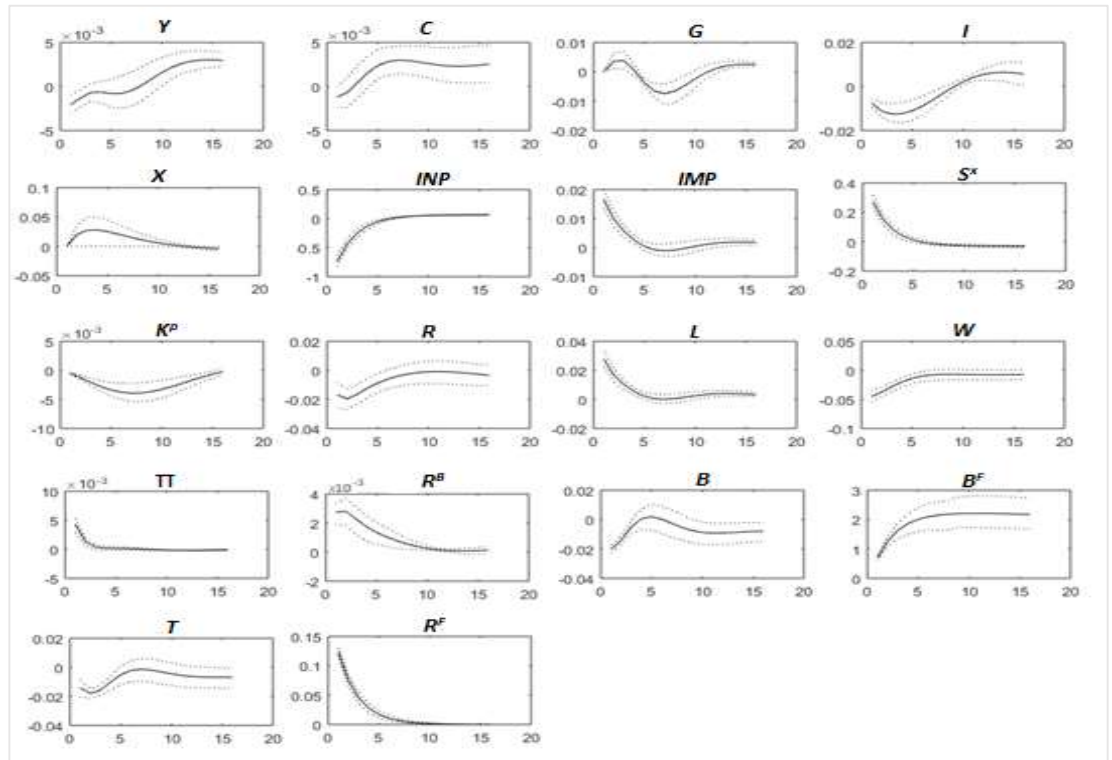 Y C G I
× 10⁻³ × 10⁻³
5 5 0.01 0.02
0 0 0 0
-0.01
-5 -5 -0.02 -0.02
0 5 10 15 20 0 5 10 15 20 0 5 10 15 20 0 5 10 15 20
X INP IMP Sˣ
0.1 0.5 0.02 0.4
0.05 0 0.01 0.2
0 -0.5 0 0
-0.05 -1 -0.01 -0.2
0 5 10 15 20 0 5 10 15 20 0 5 10 15 20 0 5 10 15 20
Kᵖ R L W
× 10⁻³
5 0.02 0.04 0.05
0 0 0.02 0
-5 -0.02 0 -0.05
-10 -0.04 -0.02 -0.1
0 5 10 15 20 0 5 10 15 20 0 5 10 15 20 0 5 10 15 20
TT Rᴮ B Bᶠ
× 10⁻³ ×10⁻³
10 4 0.02 3
5 2 0 2
0 0 -0.02 1
-5 -2 -0.04 0
0 5 10 15 20 0 5 10 15 20 0 5 10 15 20 0 5 10 15 20
T Rᶠ
0.02 0.15
0 0.1
-0.02 0.05
-0.04 0
0 5 10 15 20 0 5 10 15 20